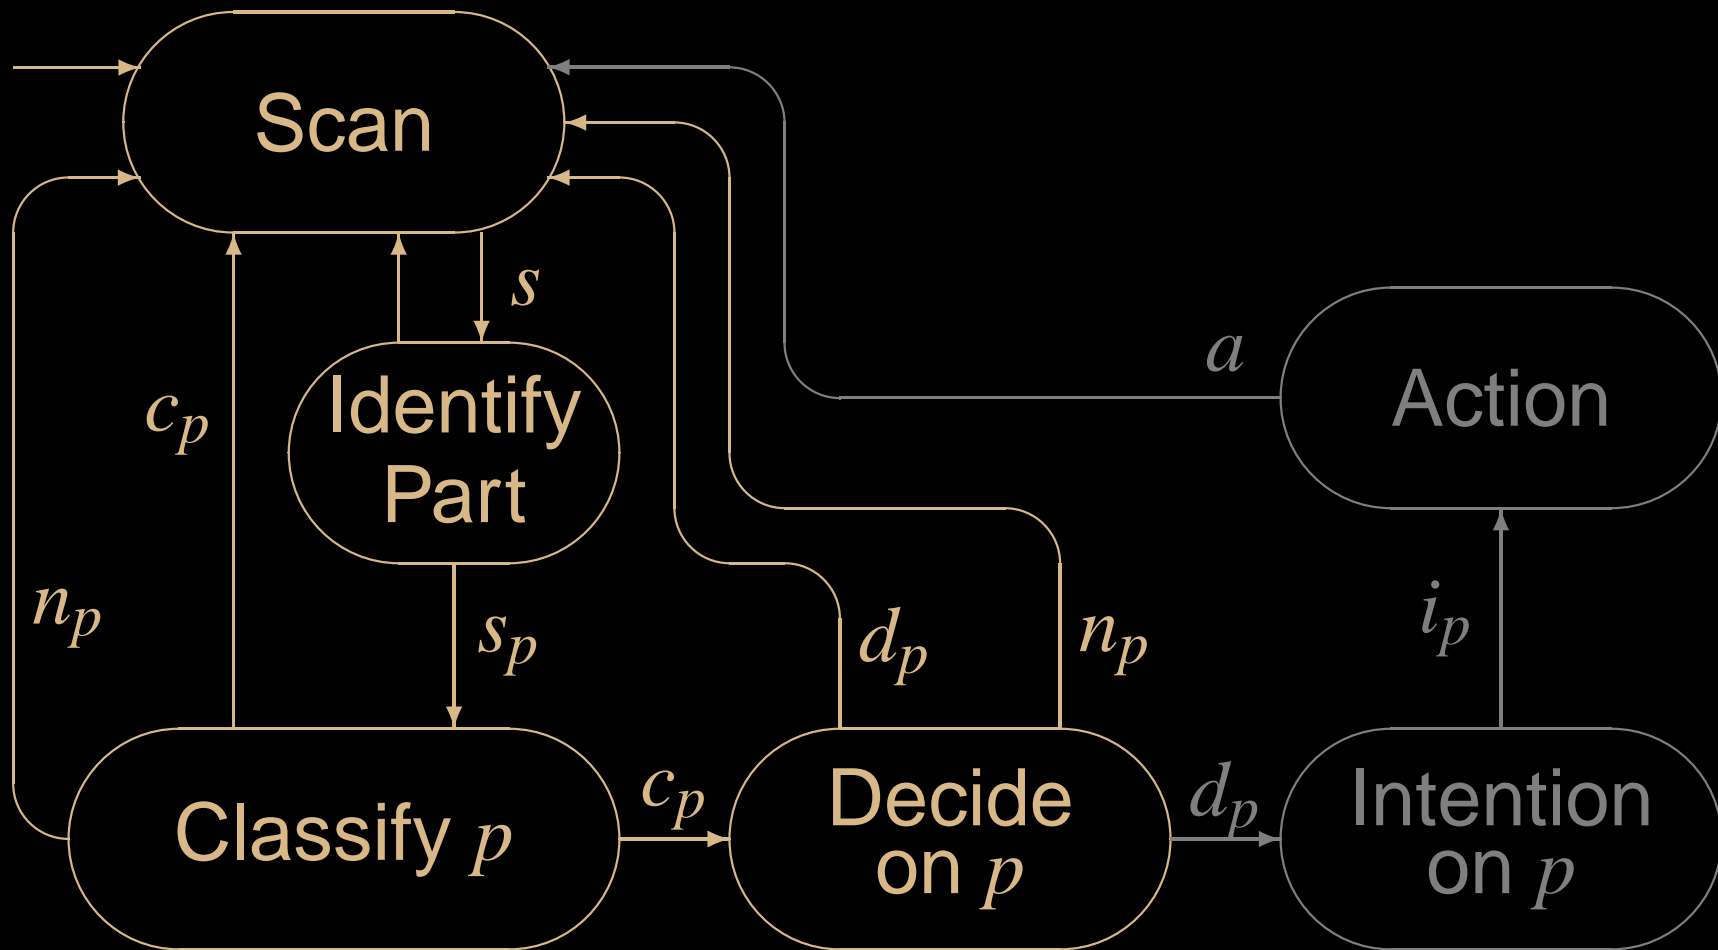 Scan
s
Identify
Part
a
Action
c_p
n_p
s_p
d_p
n_p
i_p
Classify p
c_p
Decide
on p
d_p
Intention
on p